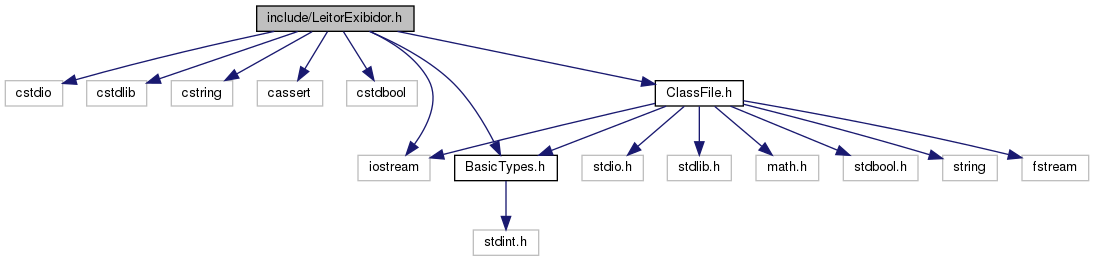 include/LeitorExibidor.h
cstdio
cstdlib
cstring
cassert
cstdbool
ClassFile.h
iostream
BasicTypes.h
stdio.h
stdlib.h
math.h
stdbool.h
string
fstream
stdint.h